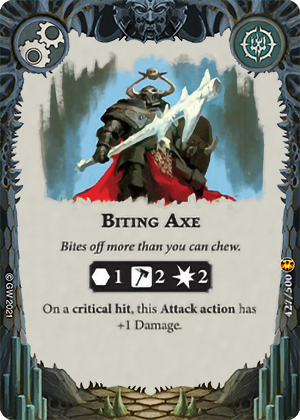 BITING AXE
Bites off more than you can chew.
1 2 2
On a critical hit, this Attack action has
+1 Damage.
© GW 2021
427/500